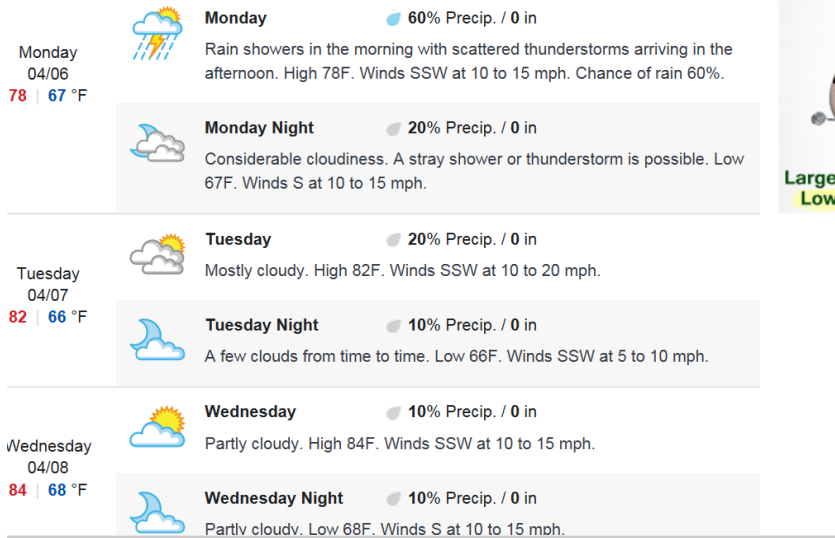 Monday
04/06
78 | 67 °F
Monday 60% Precip. / 0 in
Rain showers in the morning with scattered thunderstorms arriving in the
afternoon. High 78F. Winds SSW at 10 to 15 mph. Chance of rain 60%.
Monday Night 20% Precip. / 0 in
Considerable cloudiness. A stray shower or thunderstorm is possible. Low
67F. Winds S at 10 to 15 mph.
Tuesday
04/07
82 | 66 °F
Tuesday 20% Precip. / 0 in
Mostly cloudy. High 82F. Winds SSW at 10 to 20 mph.
Tuesday Night 10% Precip. / 0 in
A few clouds from time to time. Low 66F. Winds SSW at 5 to 10 mph.
Wednesday
04/08
84 | 68 °F
Wednesday 10% Precip. / 0 in
Partly cloudy. High 84F. Winds SSW at 10 to 15 mph.
Wednesday Night 10% Precip. / 0 in
Partly cloudy. Low 68F. Winds S at 10 to 15 mph.
Large
Low